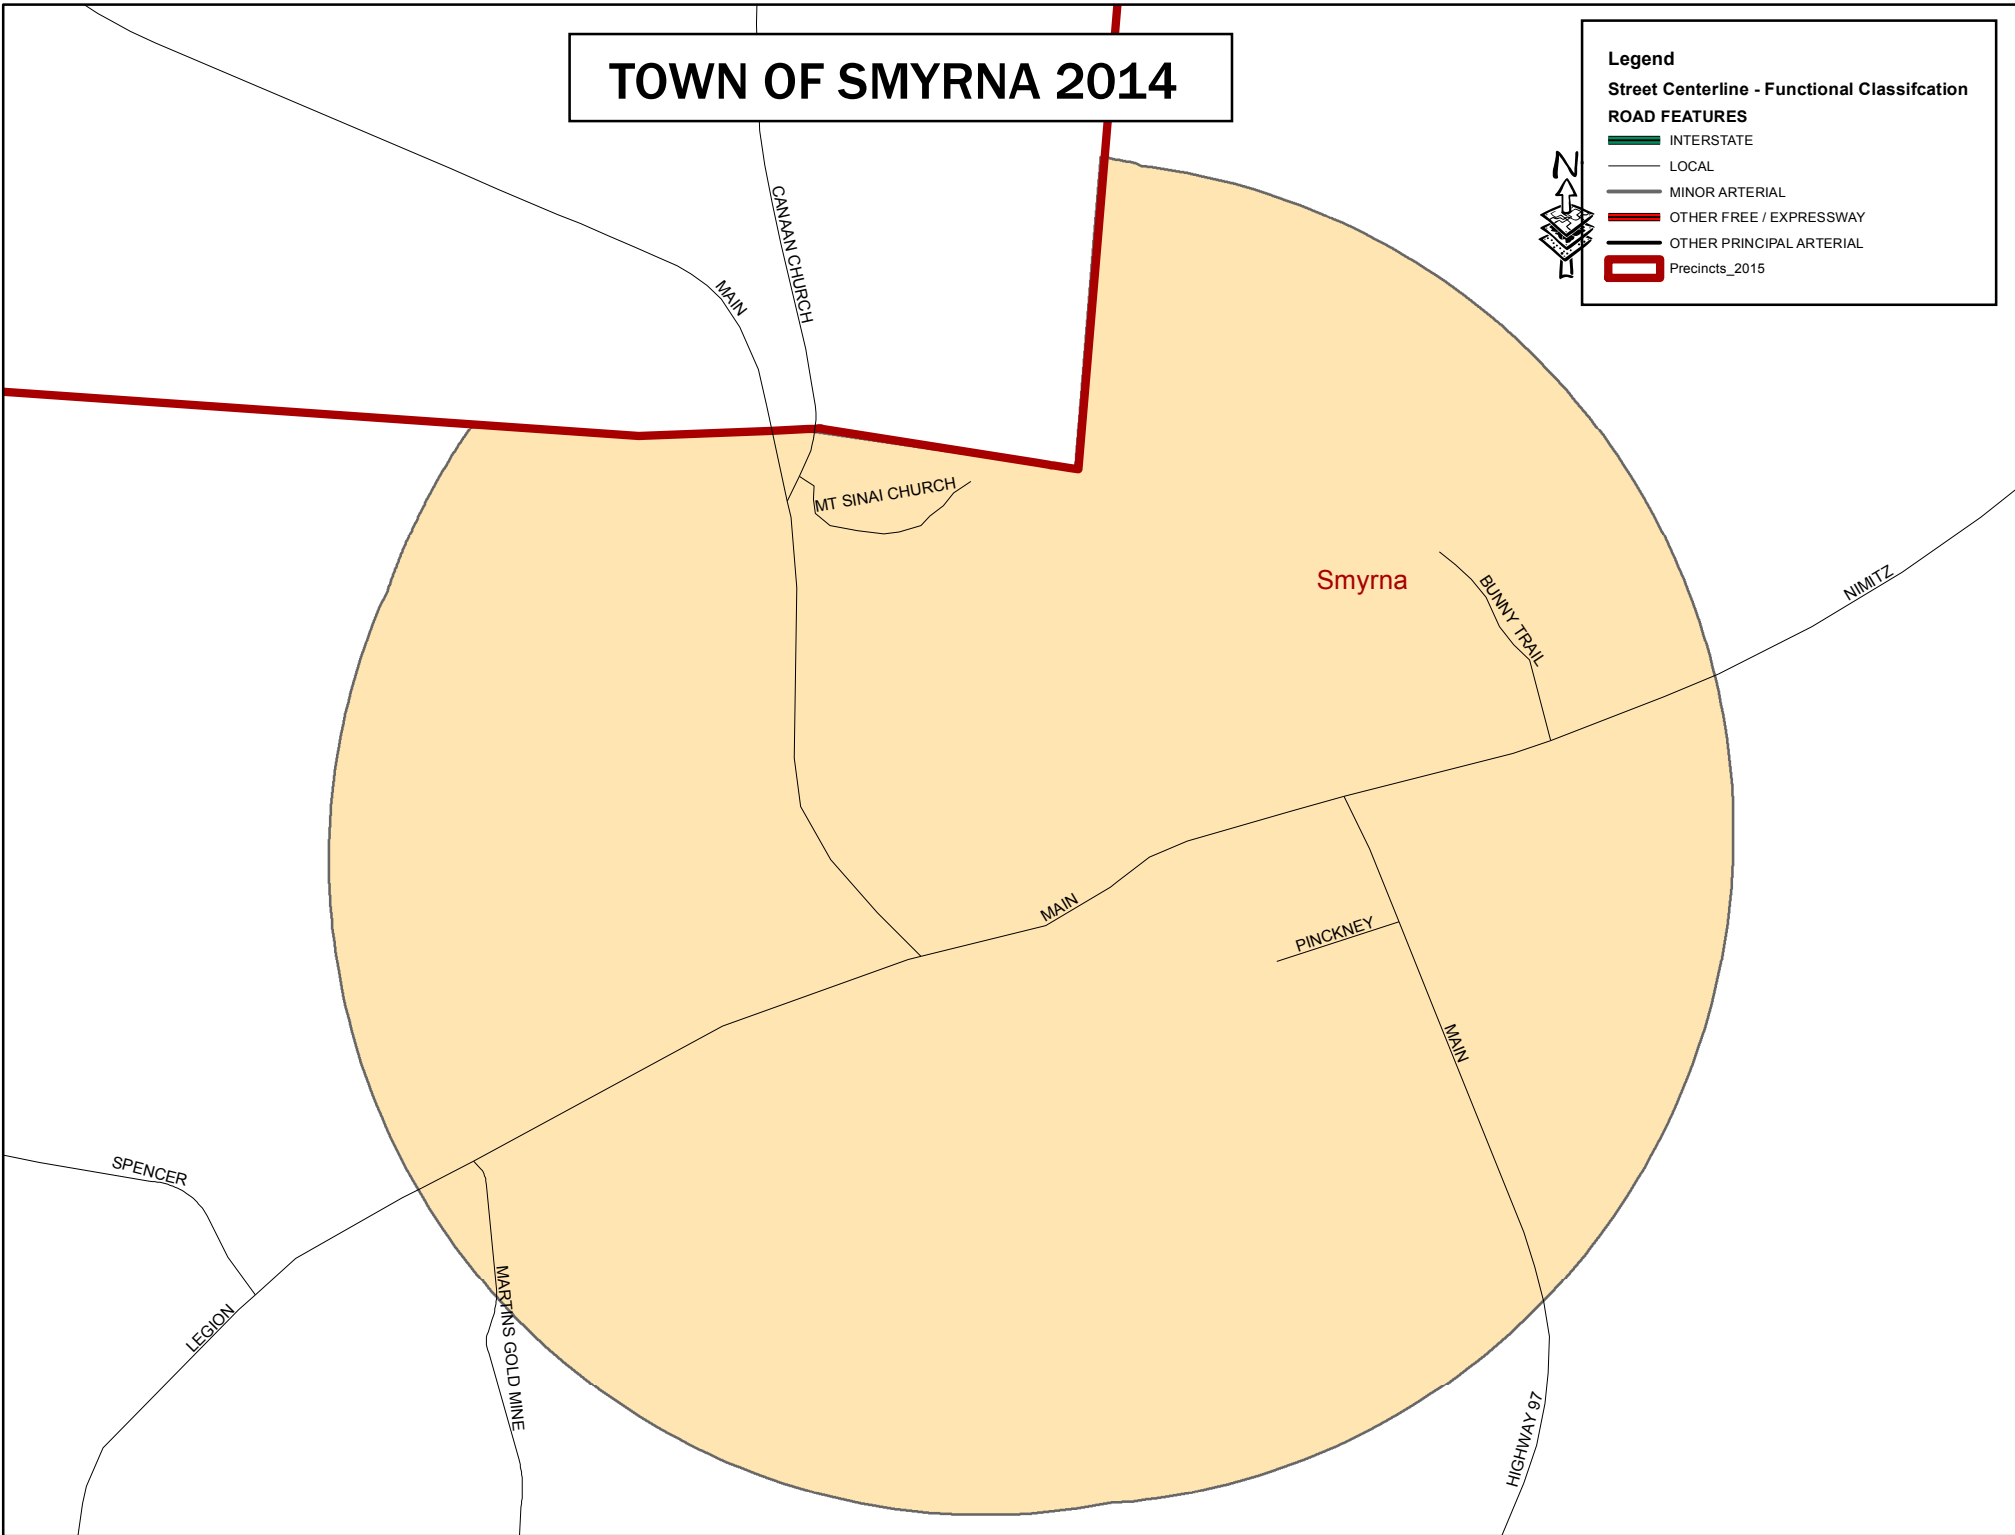 TOWN OF SMYRNA 2014
Legend
Street Centerline - Functional Classifcation
ROAD FEATURES
INTERSTATE
LOCAL
MINOR ARTERIAL
OTHER FREE / EXPRESSWAY
OTHER PRINCIPAL ARTERIAL
Precincts_2015
N
CANAAN CHURCH
MAIN
MT SINAI CHURCH
Smyrna
BUNNY TRAIL
NIMITZ
MAIN
PINCKNEY
MAIN
SPENCER
LEGION
MARTINS GOLD MINE
HIGHWAY 97